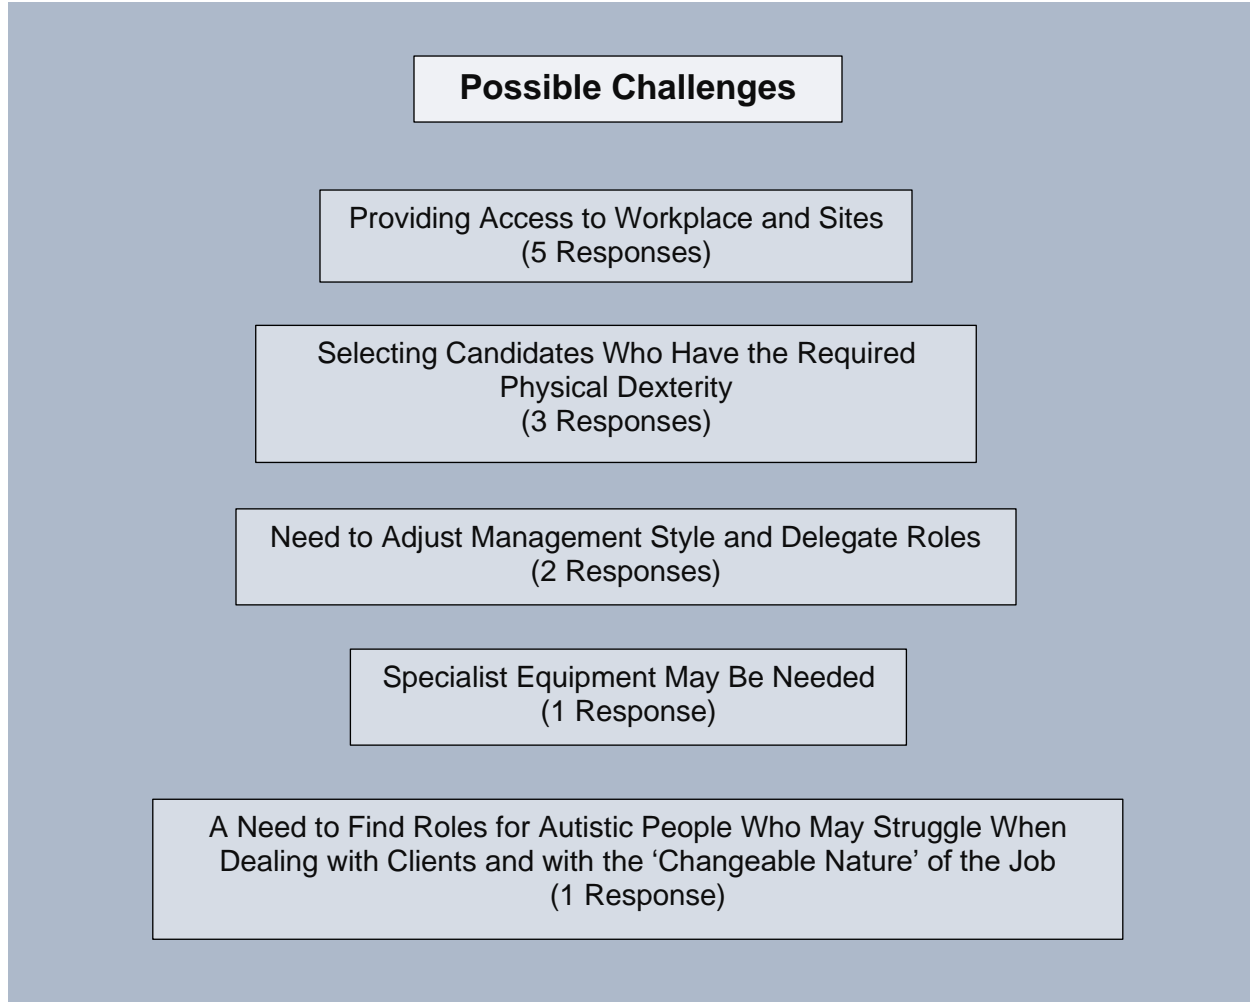 Possible Challenges
Providing Access to Workplace and Sites
(5 Responses)
Selecting Candidates Who Have the Required
Physical Dexterity
(3 Responses)
Need to Adjust Management Style and Delegate Roles
(2 Responses)
Specialist Equipment May Be Needed
(1 Response)
A Need to Find Roles for Autistic People Who May Struggle When
Dealing with Clients and with the ‘Changeable Nature’ of the Job
(1 Response)